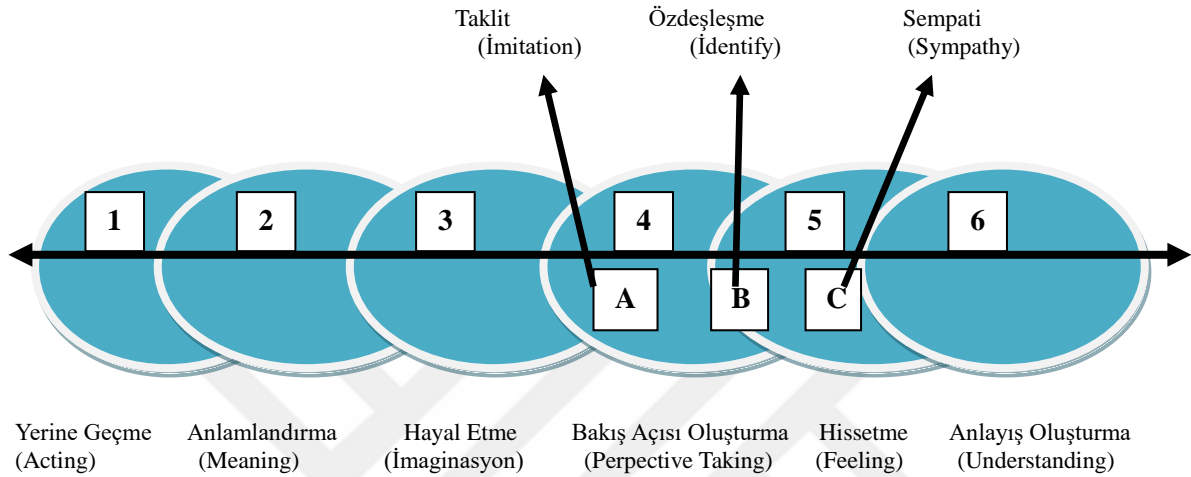 Taklit Özdeşleşme Sempati
(İmitation) (İdentify) (Sympathy)
1 2 3 4 5 6
A B C
Yerine Geçme Anlamlandırma Hayal Etme Bakış Açısı Oluşturma Hissetme Anlayış Oluşturma
(Acting) (Meaning) (İmaginasyon) (Perpective Taking) (Feeling) (Understanding)